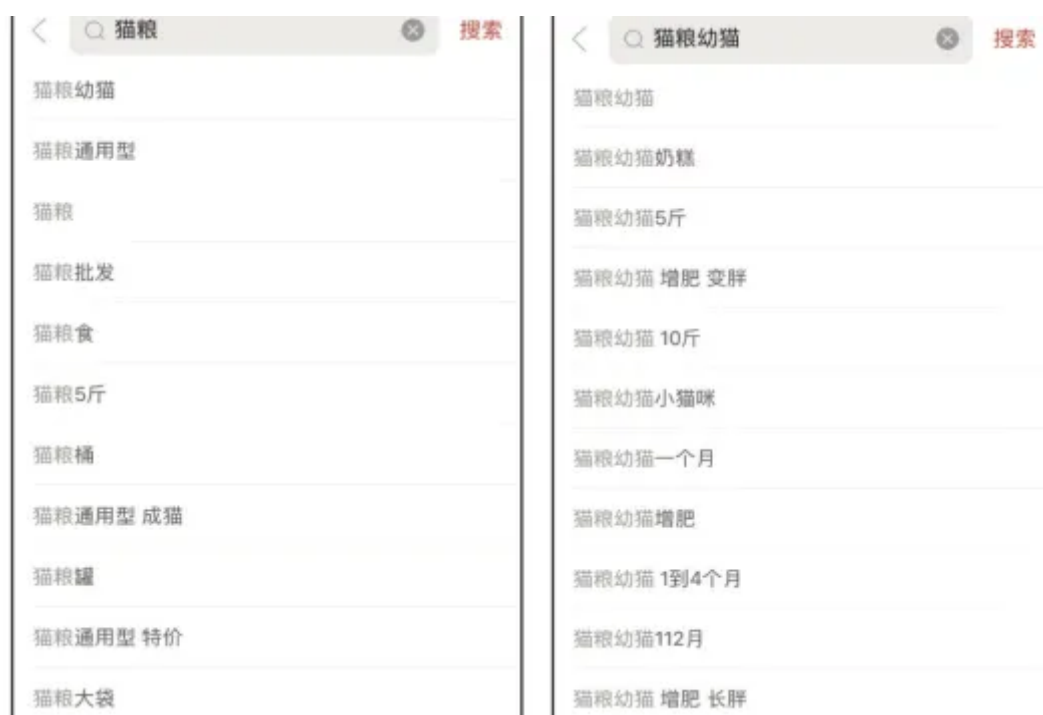 猫粮
搜索
猫粮幼猫
猫粮通用型
猫粮
猫粮批发
猫粮食
猫粮5斤
猫粮桶
猫粮通用型 成猫
猫粮罐
猫粮通用型 特价
猫粮大袋
猫粮幼猫
搜索
猫粮幼猫
猫粮幼猫奶糕
猫粮幼猫5斤
猫粮幼猫 增肥 变胖
猫粮幼猫 10斤
猫粮幼猫小猫咪
猫粮幼猫一个月
猫粮幼猫增肥
猫粮幼猫 1到4个月
猫粮幼猫112月
猫粮幼猫 增肥 长胖